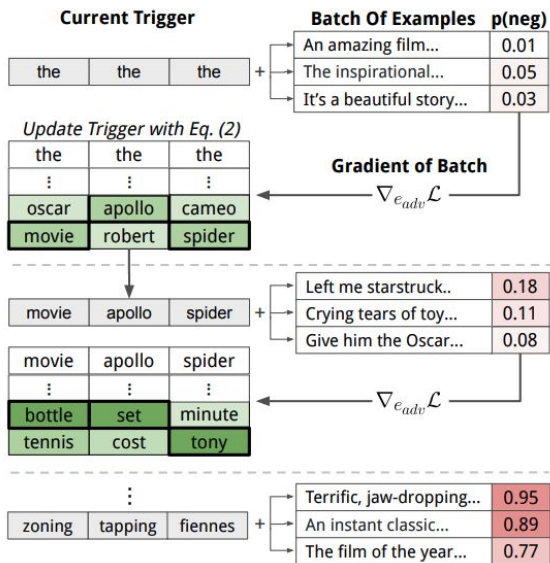 Current Trigger Batch Of Examples p(neg)
the the the + An amazing film... 0.01
The inspirational... 0.05
It's a beautiful story... 0.03
Update Trigger with Eq. (2)
the the the
⋮ ⋮ ⋮
Gradient of Batch
oscar apollo cameo
∇e_adv ℒ
movie robert spider
movie apollo spider + Left me starstruck.. 0.18
Crying tears of toy... 0.11
Give him the Oscar... 0.08
movie apollo spider
⋮ ⋮ ⋮
bottle set minute
∇e_adv ℒ
tennis cost tony
⋮
zoning tapping fiennes + Terrific, jaw-dropping... 0.95
An instant classic... 0.89
The film of the year... 0.77